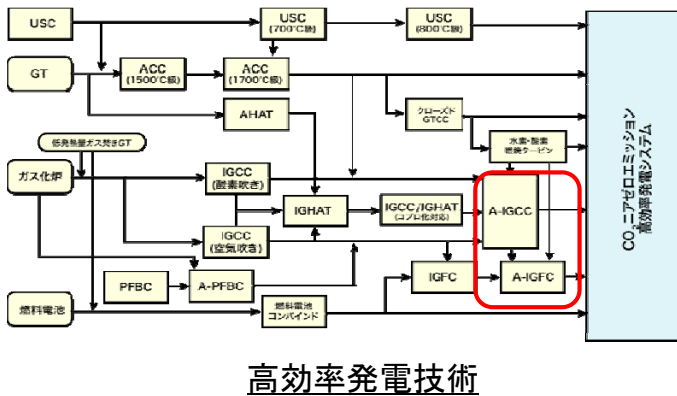 USC
USC
(700℃級)
USC
(800℃級)
GT
ACC
(1500℃級)
ACC
(1700℃級)
AHAT
クローズド
GTCC
低発熱量ガス焚きGT
水素・酸素
燃焼タービン
ガス化炉
IGCC
(酸素吹き)
IGHAT
IGCC/IGHAT
(コプロ化対応)
A-IGCC
IGCC
(空気吹き)
PFBC
A-PFBC
IGFC
A-IGFC
燃料電池
燃料電池
コンバインド
CO₂ニアゼロエミッション
高効率発電システム
高効率発電技術